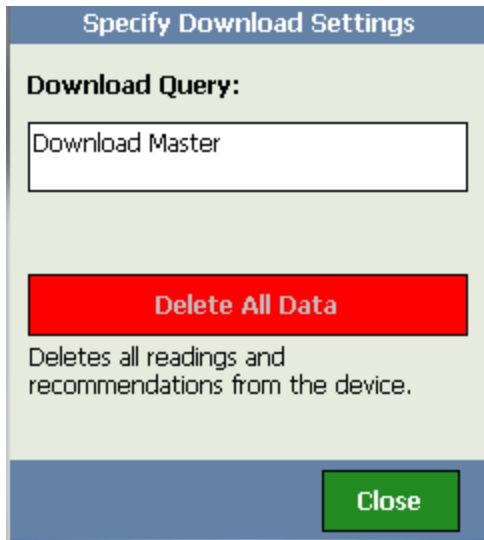 Specify Download Settings
Download Query:
Download Master
Delete All Data
Deletes all readings and
recommendations from the device.
Close